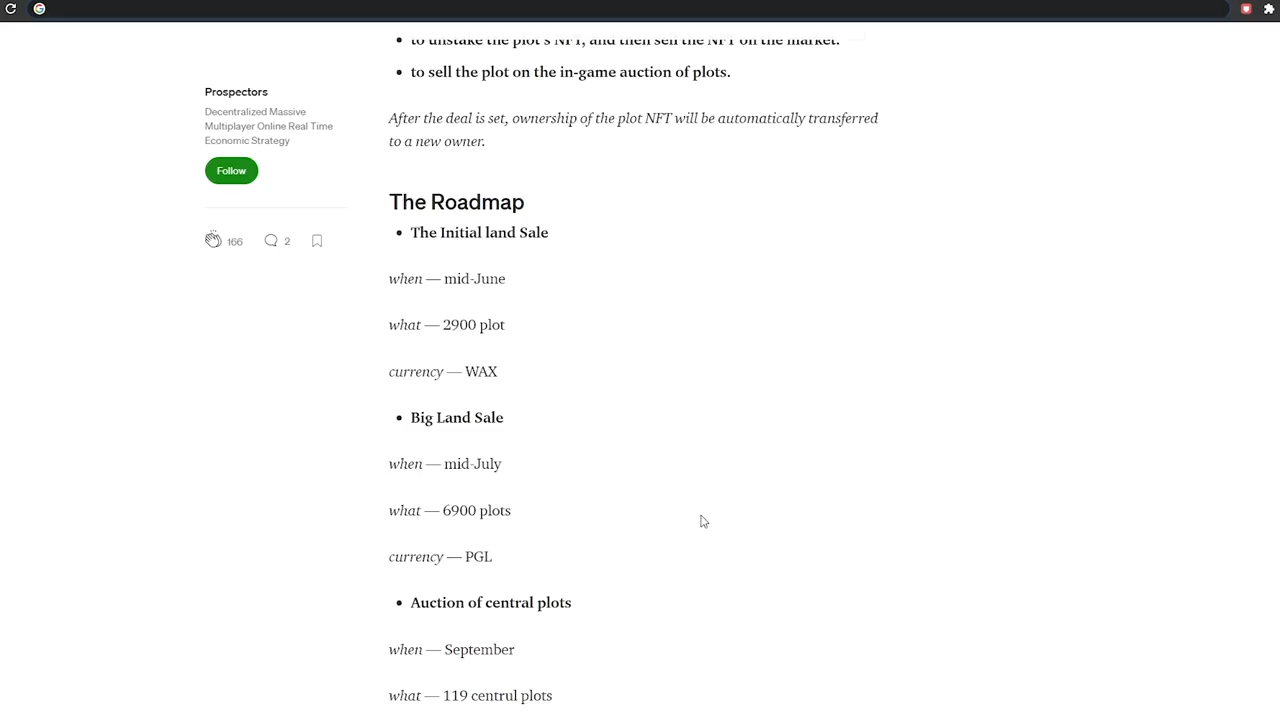 to unstake the plot's NFT, and then sell the NFT on the market.
to sell the plot on the in-game auction of plots.
Prospectors
Decentralized Massive
Multiplayer Online Real Time
Economic Strategy
Follow
166
2
After the deal is set, ownership of the plot NFT will be automatically transferred
to a new owner.
The Roadmap
The Initial land Sale
when — mid-June
what — 2900 plot
currency — WAX
Big Land Sale
when — mid-July
what — 6900 plots
currency — PGL
Auction of central plots
when — September
what — 119 centrul plots